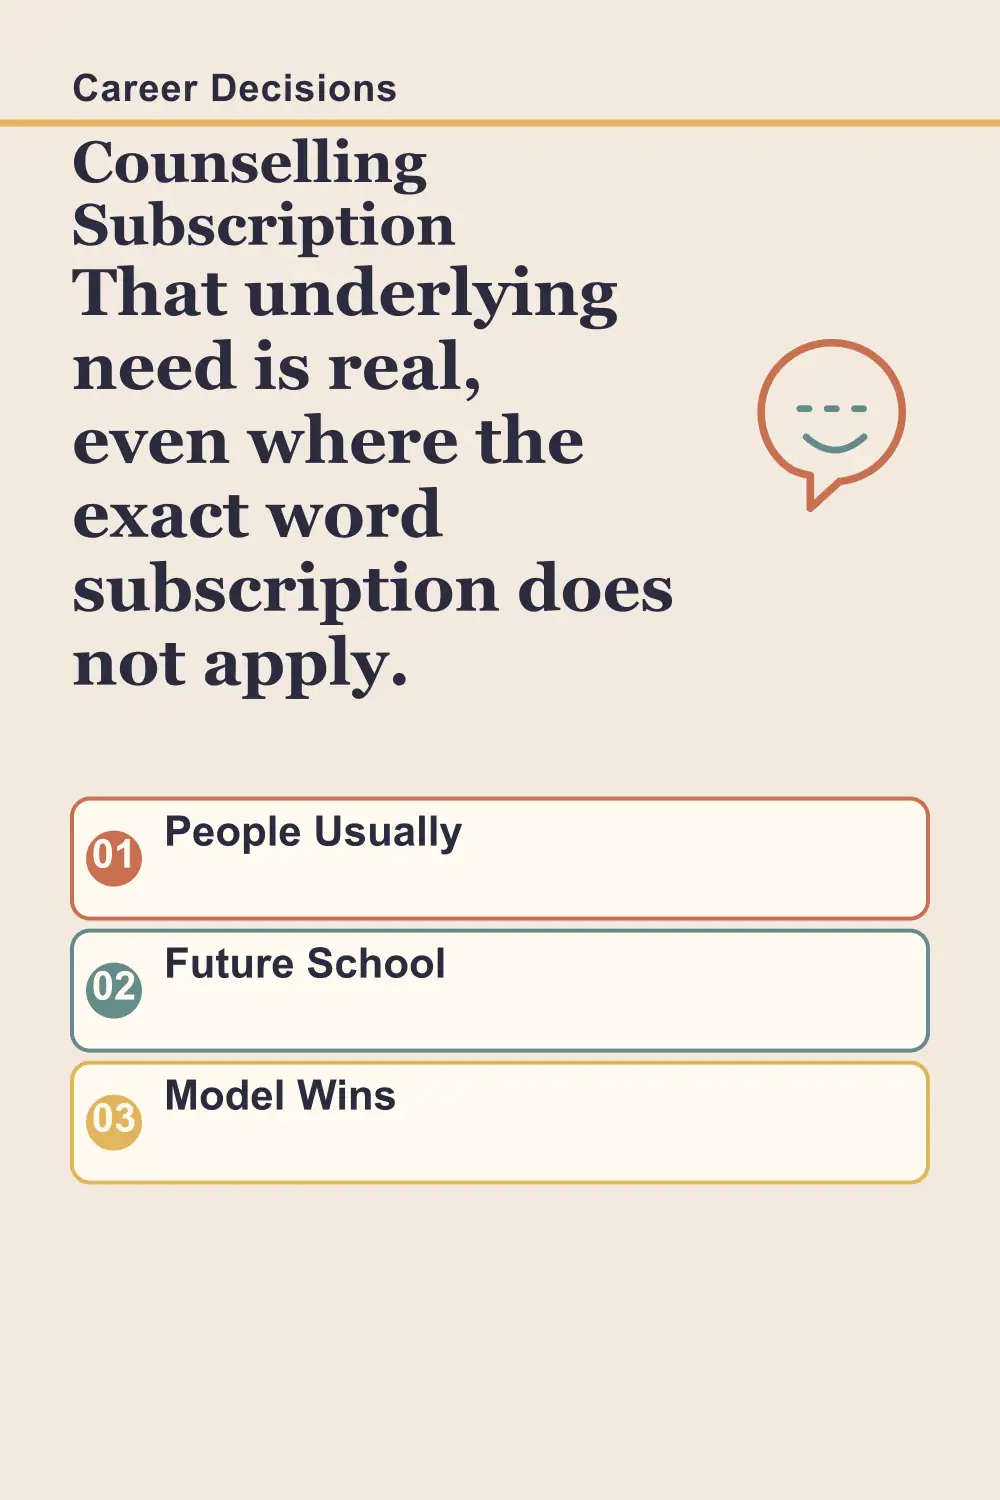 Career Decisions
Counselling
Subscription
That underlying
need is real,
even where the
exact word
subscription does
not apply.
01
People Usually
02
Future School
03
Model Wins